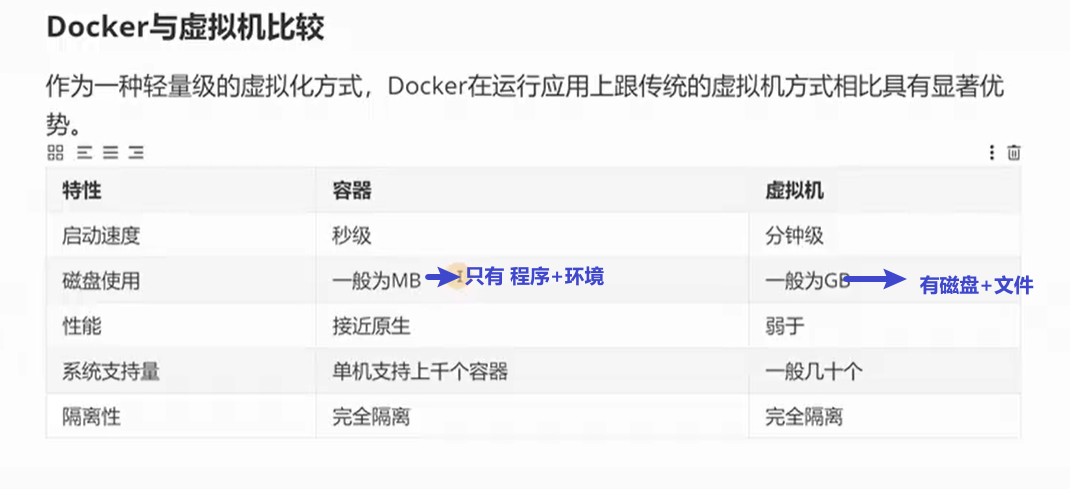 Docker与虚拟机比较
作为一种轻量级的虚拟化方式，Docker在运行应用上跟传统的虚拟机方式相比具有显著优
势。
特性 容器 虚拟机
启动速度 秒级 分钟级
磁盘使用 一般为MB 只有 程序+环境 一般为GB 有磁盘+文件
性能 接近原生 弱于
系统支持量 单机支持上千个容器 一般几十个
隔离性 完全隔离 完全隔离